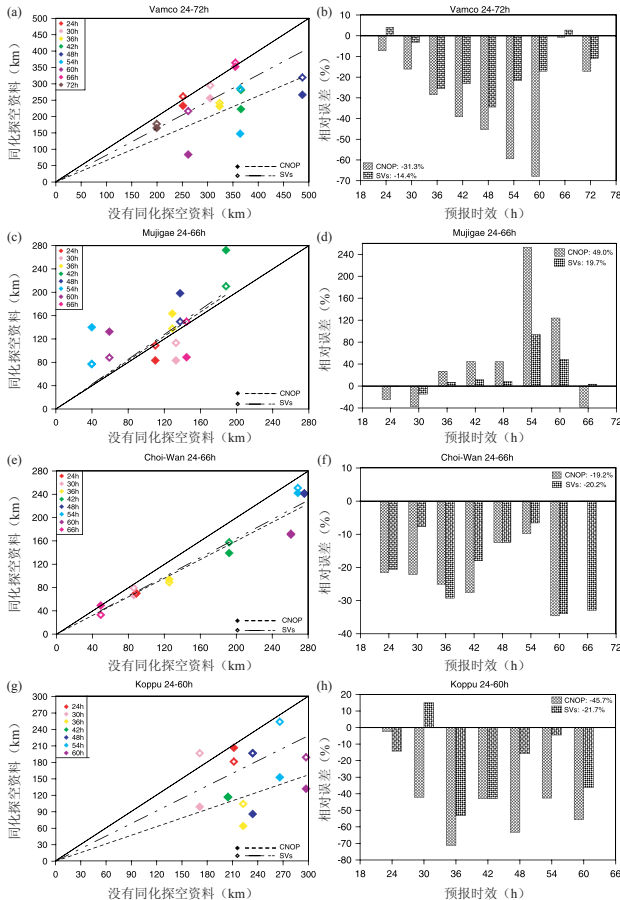 (a)
Vamco 24-72h
同化探空资料（km）
500
450
400
350
300
250
200
150
100
50
0
24h
30h
36h
42h
48h
54h
60h
66h
72h
CNOP
SVs
0 50 100 150 200 250 300 350 400 450 500
没有同化探空资料（km）
(b)
Vamco 24-72h
相对误差（%）
10
0
-10
-20
-30
-40
-50
-60
-70
CNOP: -31.3%
SVs: -14.4%
18 24 30 36 42 48 54 60 66 72 78
预报时效（h）
(c)
Mujigae 24-66h
同化探空资料（km）
280
240
200
160
120
80
40
0
24h
30h
36h
42h
48h
54h
60h
66h
CNOP
SVs
0 40 80 120 160 200 240 280
没有同化探空资料（km）
(d)
Mujigae 24-66h
相对误差（%）
240
200
160
120
80
40
0
-40
CNOP: 49.0%
SVs: 19.7%
18 24 30 36 42 48 54 60 66 72
预报时效（h）
(e)
Choi-Wan 24-66h
同化探空资料（km）
280
240
200
160
120
80
40
0
24h
30h
36h
42h
48h
54h
60h
66h
CNOP
SVs
0 40 80 120 160 200 240 280
没有同化探空资料（km）
(f)
Choi-Wan 24-66h
相对误差（%）
10
0
-10
-20
-30
-40
CNOP: -19.2%
SVs: -20.2%
18 24 30 36 42 48 54 60 66 72
预报时效（h）
(g)
Koppu 24-60h
同化探空资料（km）
300
270
240
210
180
150
120
90
60
30
0
24h
30h
36h
42h
48h
54h
60h
CNOP
SVs
0 30 60 90 120 150 180 210 240 270 300
没有同化探空资料（km）
(h)
Koppu 24-60h
相对误差（%）
20
10
0
-10
-20
-30
-40
-50
-60
-70
-80
CNOP: -45.7%
SVs: -21.7%
18 24 30 36 42 48 54 60 66
预报时效（h）